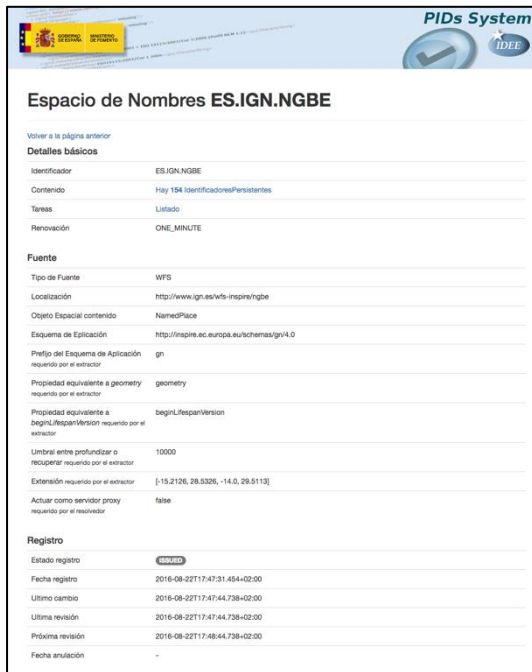 GOBIERNO DE ESPAÑA
MINISTERIO DE FOMENTO
PIDs System
IDEE
Espacio de Nombres ES.IGN.NGBE
Volver a la página anterior
Detalles básicos
Identificador ES.IGN.NGBE
Contenido Hay 154 IdentificadoresPersistentes
Tareas Listado
Renovación ONE_MINUTE
Fuente
Tipo de Fuente WFS
Localización http://www.ign.es/wfs-inspire/ngbe
Objeto Espacial contenido NamedPlace
Esquema de Eplicación http://inspire.ec.europa.eu/schemas/gn/4.0
Prefijo del Esquema de Aplicación gn
requerido por el extractor
Propiedad equivalente a geometry geometry
requerido por el extractor
Propiedad equivalente a beginLifespanVersion
beginLifespanVersion requerido por el
extractor
Umbral entre profundizar o 10000
recuperar requerido por el extractor
Extensión requerido por el extractor [-15.2126, 28.5326, -14.0, 29.5113]
Actuar como servidor proxy false
requerido por el resolvedor
Registro
Estado registro ISSUED
Fecha registro 2016-08-22T17:47:31.454+02:00
Ultimo cambio 2016-08-22T17:47:44.738+02:00
Ultima revisión 2016-08-22T17:47:44.738+02:00
Próxima revisión 2016-08-22T17:48:44.738+02:00
Fecha anulación -